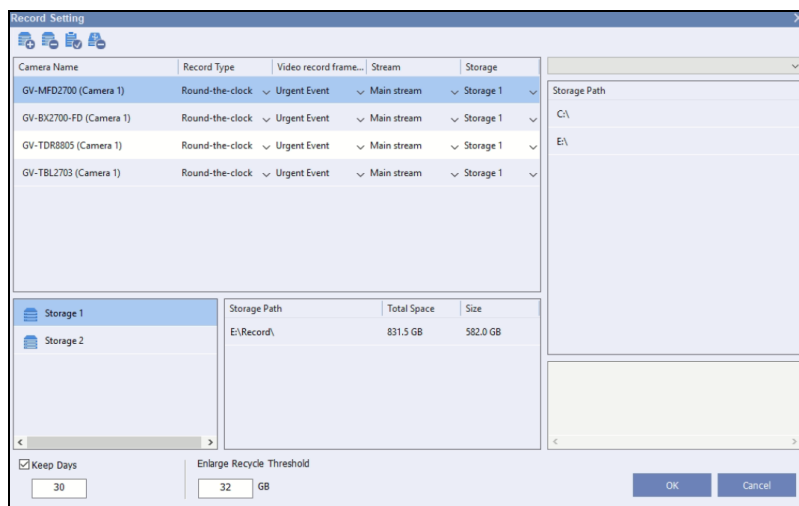 Record Setting
Camera Name Record Type Video record frame... Stream Storage
GV-MFD2700 (Camera 1) Round-the-clock Urgent Event Main stream Storage 1
GV-BX2700-FD (Camera 1) Round-the-clock Urgent Event Main stream Storage 1
GV-TDR8805 (Camera 1) Round-the-clock Urgent Event Main stream Storage 1
GV-TBL2703 (Camera 1) Round-the-clock Urgent Event Main stream Storage 1
Storage Path
C:\
E:\
Storage 1
Storage 2
Storage Path Total Space Size
E:\Record\ 831.5 GB 582.0 GB
Keep Days
30
Enlarge Recycle Threshold
32 GB
OK Cancel